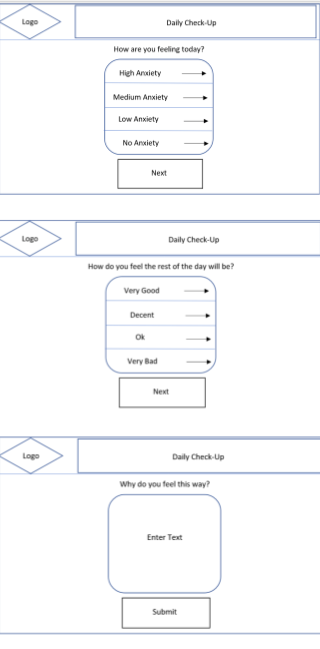 Logo
Daily Check-Up
How are you feeling today?
High Anxiety
Medium Anxiety
Low Anxiety
No Anxiety
Next
Logo
Daily Check-Up
How do you feel the rest of the day will be?
Very Good
Decent
Ok
Very Bad
Next
Logo
Daily Check-Up
Why do you feel this way?
Enter Text
Submit